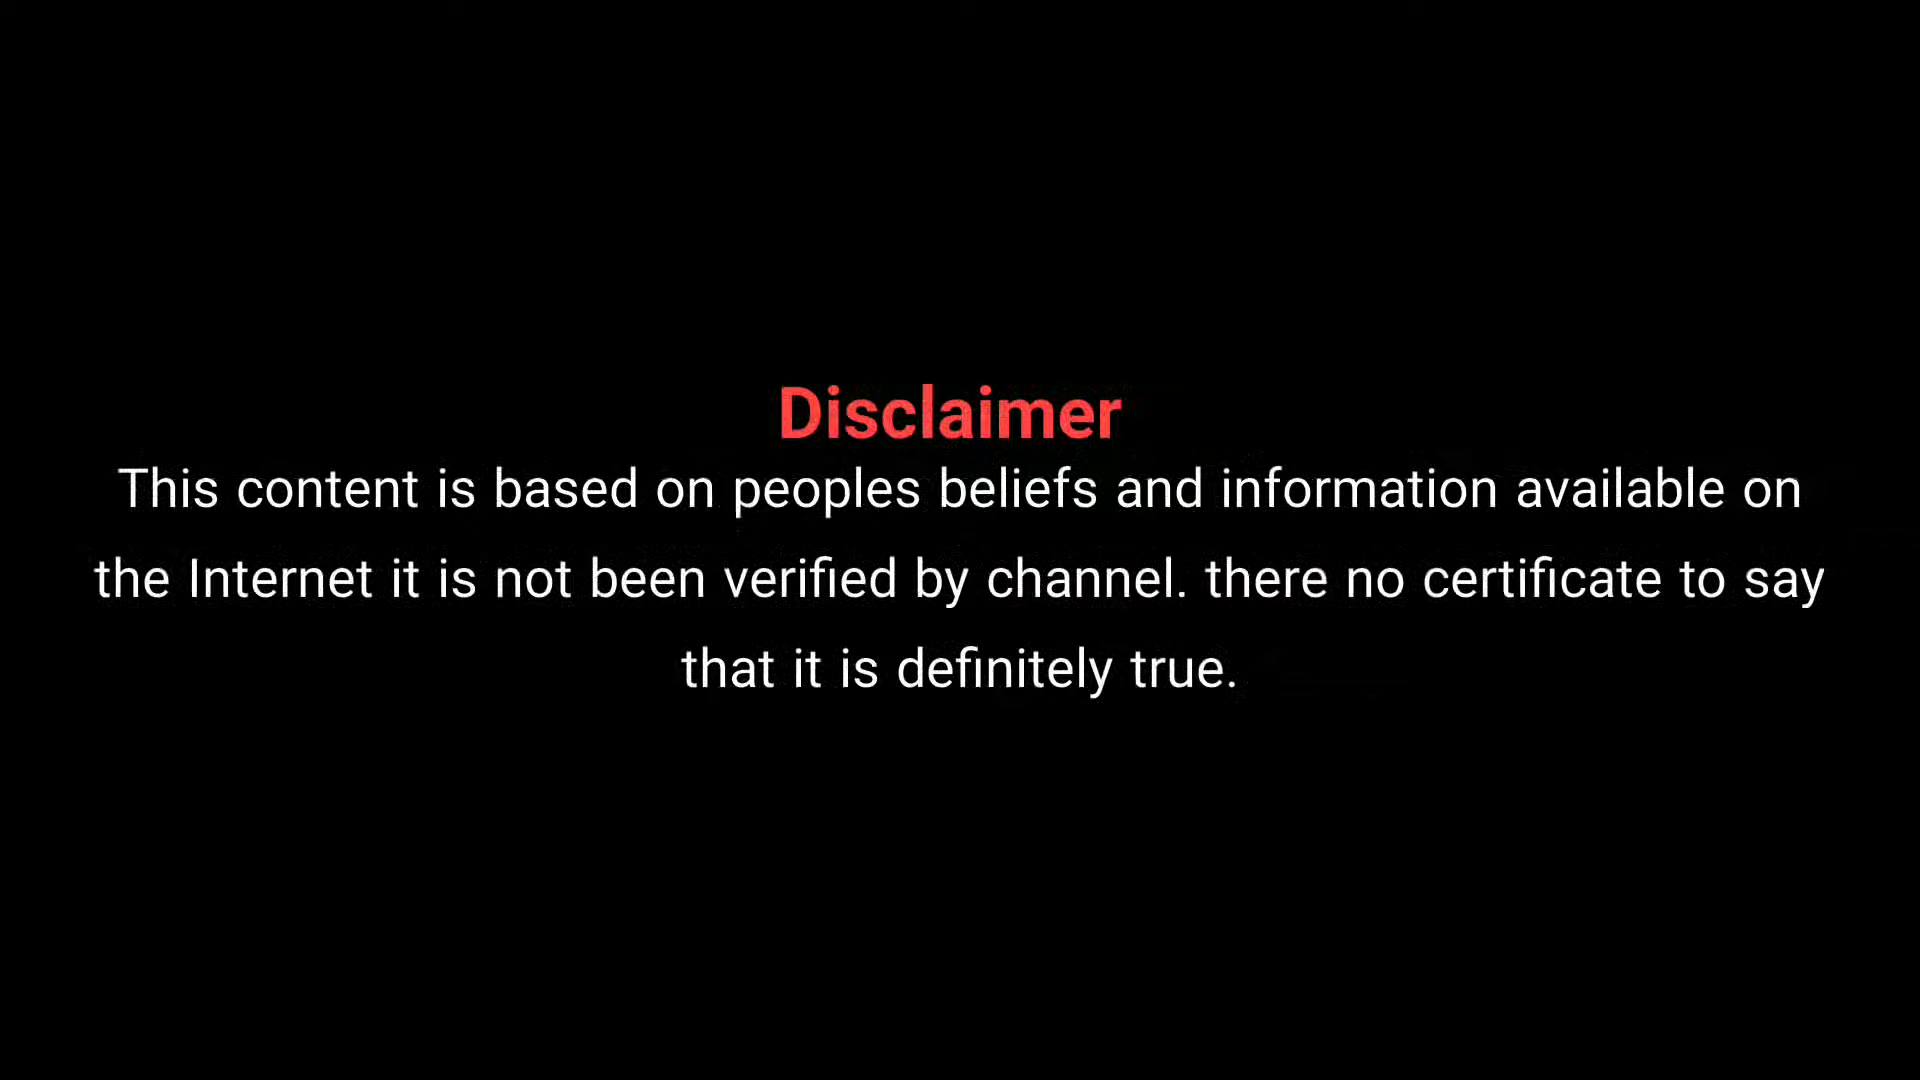 Disclaimer
This content is based on peoples beliefs and information available on
the Internet it is not been verified by channel. there no certificate to say
that it is definitely true.